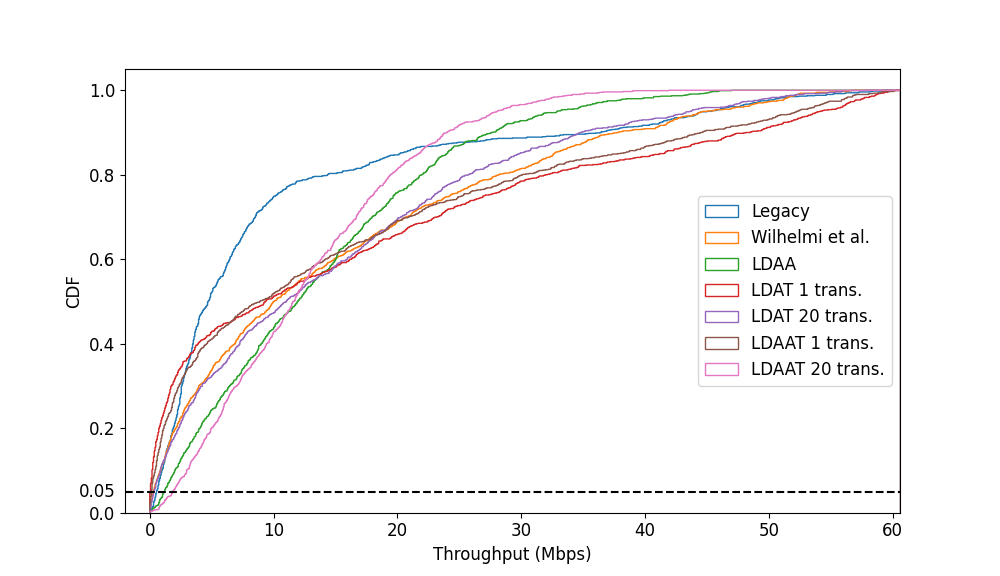 1.0
0.8
0.6
0.4
0.2
0.05
0.0
CDF
0 10 20 30 40 50 60
Throughput (Mbps)
Legacy
Wilhelmi et al.
LDAA
LDAT 1 trans.
LDAT 20 trans.
LDAAT 1 trans.
LDAAT 20 trans.